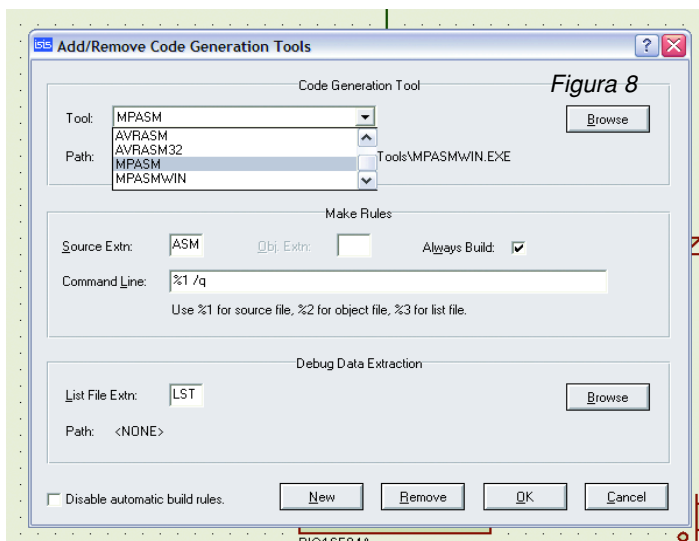 isis Add/Remove Code Generation Tools
Code Generation Tool
Figura 8
Tool: MPASM
Browse
AVRASM
AVRASM32
MPASM
MPASMWIN
Path: Tools\MPASMWIN.EXE
Make Rules
Source Extn: ASM Obj. Extn: Always Build:
Command Line: %1 /q
Use %1 for source file, %2 for object file, %3 for list file.
Debug Data Extraction
List File Extn: LST
Browse
Path: <NONE>
Disable automatic build rules. New Remove OK Cancel